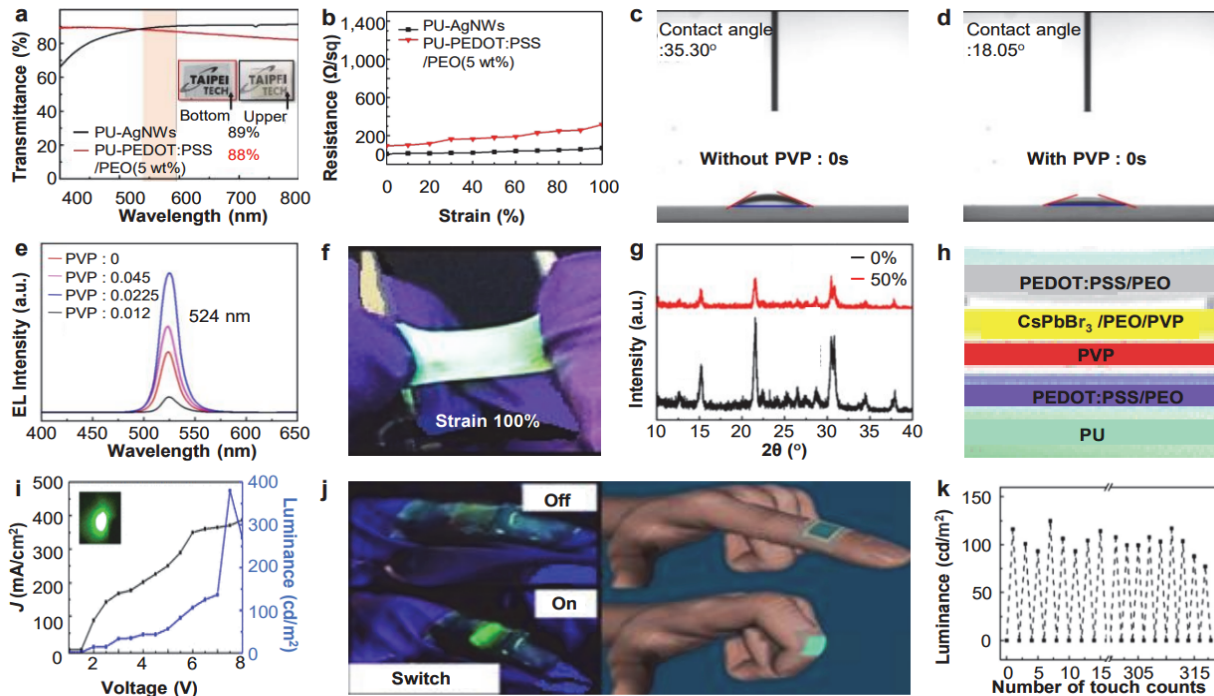 a
Transmittance (%)
80
60
40
20
0
TAIPEI
TECH
TAIPEI
TECH
Bottom
Upper
PU-AgNWs 89%
PU-PEDOT:PSS 88%
/PEO(5 wt%)
500 600 700 800
Wavelength (nm)
b
Resistance (Ω/sq)
1,400
1,000
600
200
0
PU-AgNWs
PU-PEDOT:PSS
/PEO(5 wt%)
0 20 40 60 80 100
Strain (%)
c
Contact angle
:35.30°
Without PVP : 0s
d
Contact angle
:18.05°
With PVP : 0s
e
EL Intensity (a.u.)
PVP : 0
PVP : 0.045
PVP : 0.0225
PVP : 0.012
524 nm
400 450 500 550 600 650
Wavelength (nm)
f
Strain 100%
g
Intensity (a.u.)
0%
50%
10 15 20 25 30 35 40
2θ (°)
h
PEDOT:PSS/PEO
CsPbBr3 /PEO/PVP
PVP
PEDOT:PSS/PEO
PU
i
J (mA/cm2)
500
400
300
200
100
0
400
300
200
100
0
Luminance (cd/m2)
2 4 6 8
Voltage (V)
j
Off
On
Switch
k
Luminance (cd/m2)
150
100
50
0
0 5 10 15 305 315
Number of touch counts